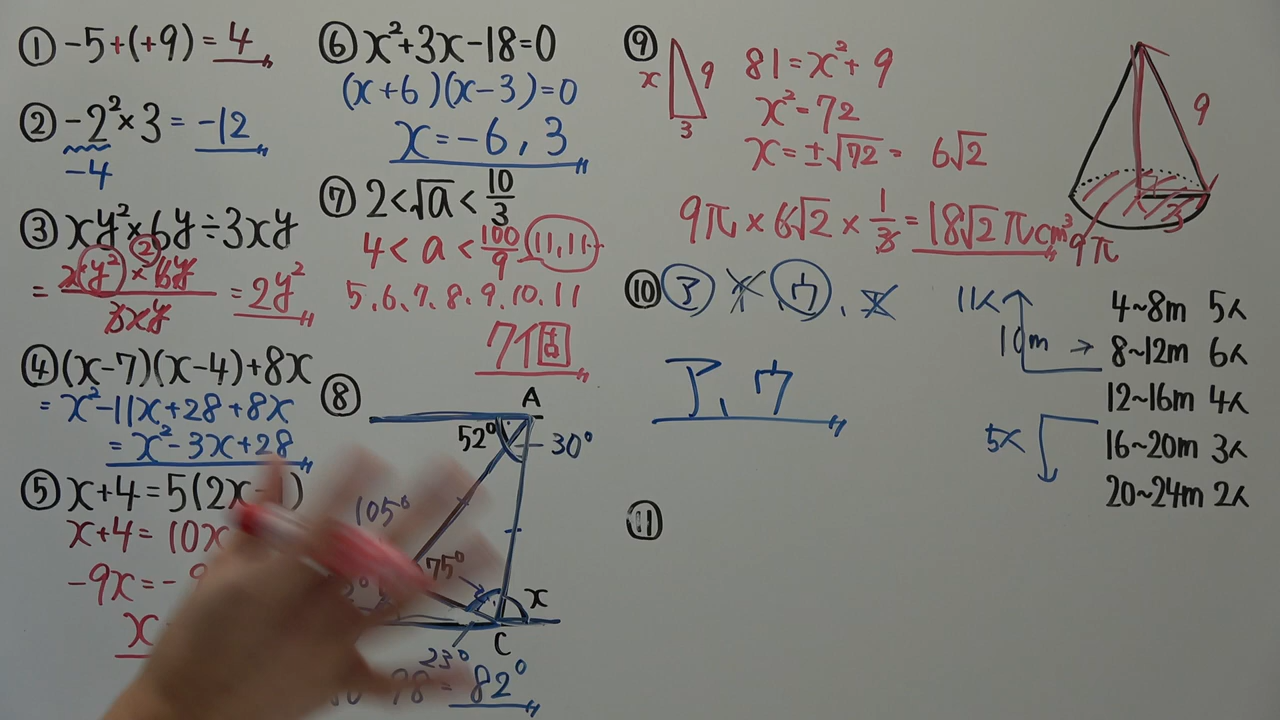 ① -5+(+9)=4
② -2²×3=-12
-4
③ xy²×6y÷3xy
2
= xy²×6y/3xy = 2y²
④ (x-7)(x-4)+8x
= x²-11x+28+8x
= x²-3x+28
⑤ x+4=5(2x-1)
x+4=10x
-9x=-9
x
⑥ x²+3x-18=0
(x+6)(x-3)=0
x=-6,3
⑦ 2<√a<10/3
4<a<100/9 11,11
5.6.7.8.9.10.11
7個
⑧
A
52°
30°
105°
75°
x
C
23°
78=82°
⑨
x 9
3
81=x²+9
x²=72
x=±√72= 6√2
9π×6√2×1/3=18√2πcm³
9
3
9π
⑩ ア イ ウ . エ
ア、ウ
11人
10m →
5人
4~8m 5人
8~12m 6人
12~16m 4人
16~20m 3人
20~24m 2人
⑪